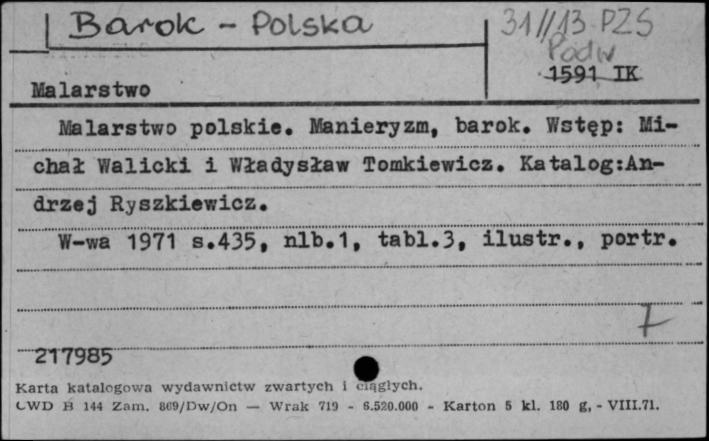 Barok - Polska
31//13 PZS
Podw
1591 IK
Malarstwo
Malarstwo polskie. Manieryzm, barok. Wstęp: Mi-
chał Walicki i Władysław Tomkiewicz. Katalog:An-
drzej Ryszkiewicz.
W-wa 1971 s.435, nlb.1, tabl.3, ilustr., portr.
7
217985
Karta katalogowa wydawnictw zwartych i ciągłych.
CWD B 144 Zam. 869/Dw/On — Wrak 719 - 6.520.000 - Karton 5 kl. 180 g, - VIII.71.